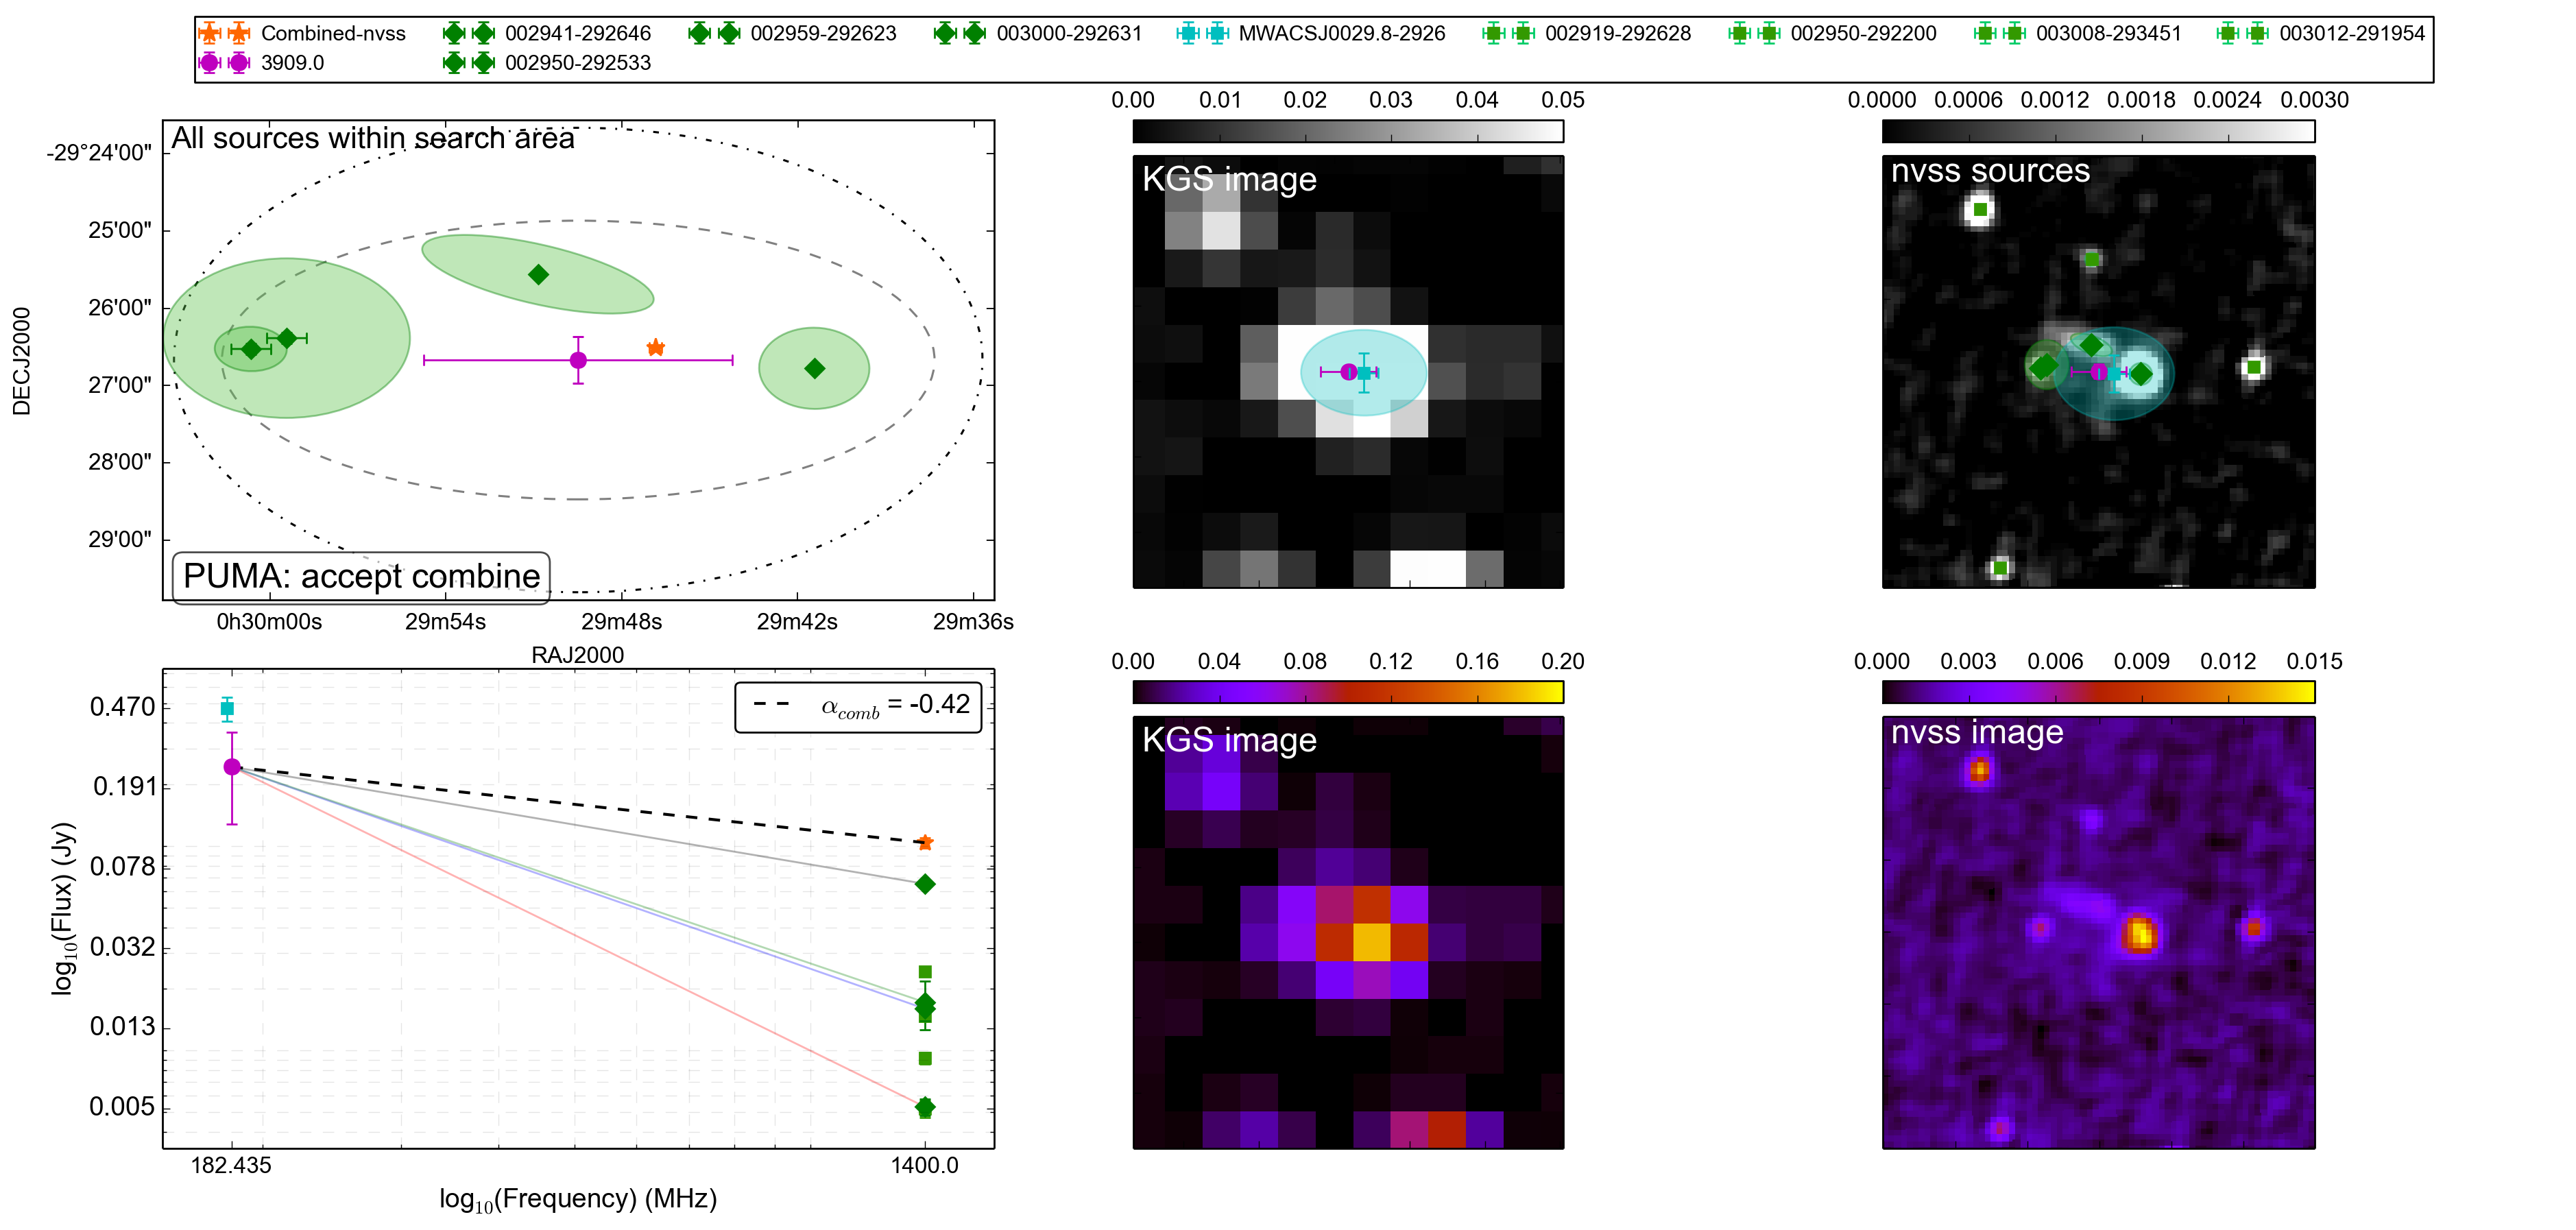 Combined-nvss 002941-292646 002959-292623 003000-292631 MWACSJ0029.8-2926 002919-292628 002950-292200 003008-293451 003012-291954
3909.0 002950-292533
All sources within search area
-29°24'00"
25'00"
26'00"
27'00"
28'00"
29'00"
DECJ2000
PUMA: accept combine
0h30m00s 29m54s 29m48s 29m42s 29m36s
RAJ2000
0.00 0.01 0.02 0.03 0.04 0.05
KGS image
0.0000 0.0006 0.0012 0.0018 0.0024 0.0030
nvss sources
α_comb = -0.42
0.470
0.191
0.078
0.032
0.013
0.005
log10(Flux) (Jy)
182.435 1400.0
log10(Frequency) (MHz)
0.00 0.04 0.08 0.12 0.16 0.20
KGS image
0.000 0.003 0.006 0.009 0.012 0.015
nvss image